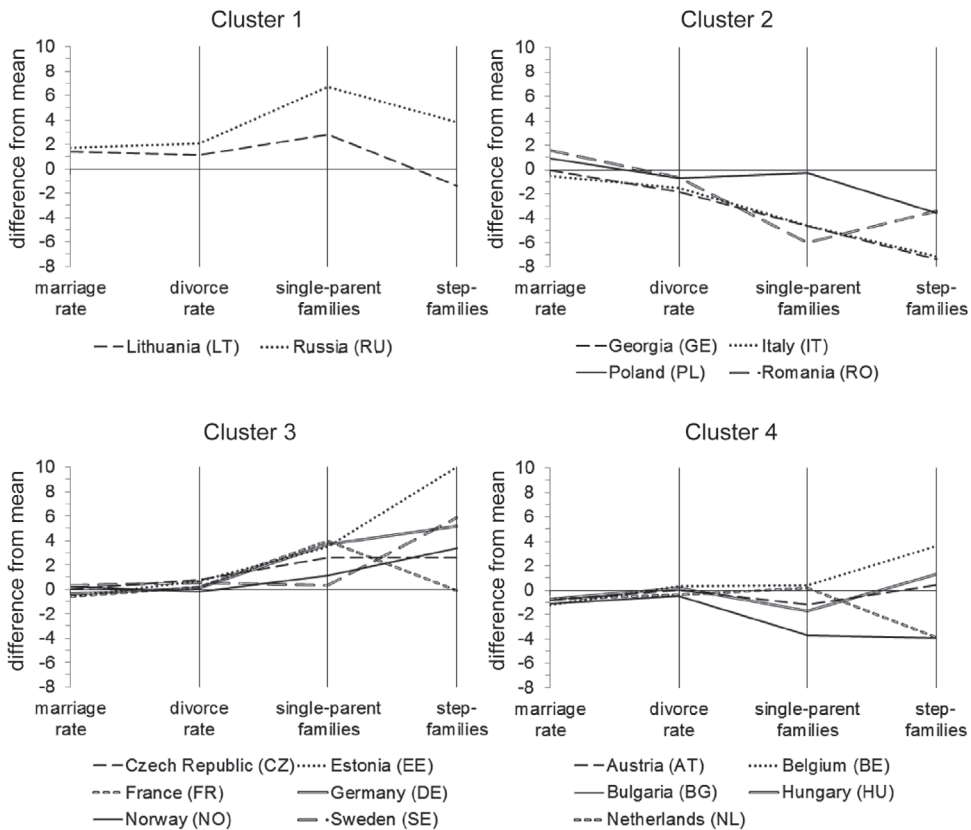 Cluster 1
difference from mean
10
8
6
4
2
0
-2
-4
-6
-8
marriage rate
divorce rate
single-parent families
step-families
Lithuania (LT) Russia (RU)
Cluster 2
difference from mean
10
8
6
4
2
0
-2
-4
-6
-8
marriage rate
divorce rate
single-parent families
step-families
Georgia (GE) Italy (IT)
Poland (PL) Romania (RO)
Cluster 3
difference from mean
10
8
6
4
2
0
-2
-4
-6
-8
marriage rate
divorce rate
single-parent families
step-families
Czech Republic (CZ) Estonia (EE)
France (FR) Germany (DE)
Norway (NO) Sweden (SE)
Cluster 4
difference from mean
10
8
6
4
2
0
-2
-4
-6
-8
marriage rate
divorce rate
single-parent families
step-families
Austria (AT) Belgium (BE)
Bulgaria (BG) Hungary (HU)
Netherlands (NL)